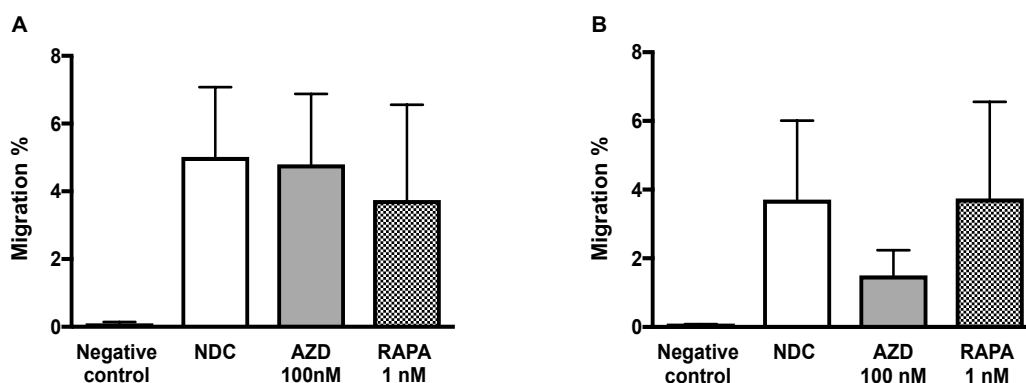 A
Migration %
8
6
4
2
0
Negative control
NDC
AZD 100nM
RAPA 1 nM
B
Migration %
8
6
4
2
0
Negative control
NDC
AZD 100 nM
RAPA 1 nM